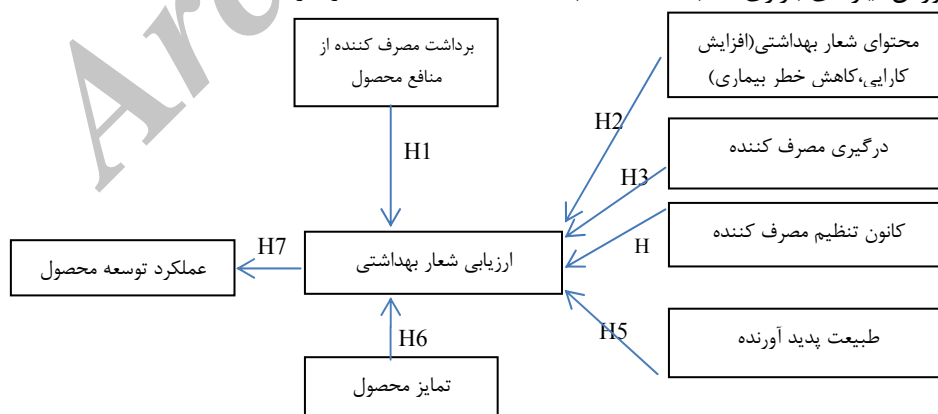 برداشت مصرف کننده از
منافع محصول
محتوای شعار بهداشتی(افزایش
کارایی،کاهش خطر بیماری)
H2
H1
درگیری مصرف کننده
H3
کانون تنظیم مصرف کننده
H
H7
ارزیابی شعار بهداشتی
عملکرد توسعه محصول
H5
طبیعت پدید آورنده
H6
تمایز محصول